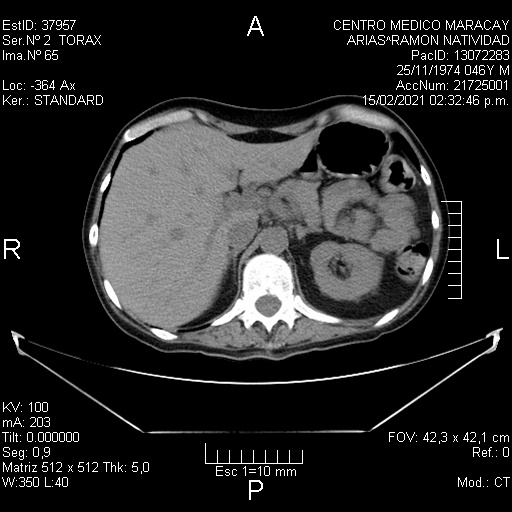 EstID: 37957
Ser.Nº 2 TORAX
Ima.Nº 65
Loc: -364 Ax
Ker.: STANDARD
A
CENTRO MEDICO MARACAY
ARIAS^RAMON NATIVIDAD
PacID: 13072283
25/11/1974 046Y M
AccNum: 21725001
15/02/2021 02:32:46 p.m.
R
L
KV: 100
mA: 203
Tilt: 0.000000
Seg: 0,9
Matriz 512 x 512 Thk: 5,0
W:350 L:40
Esc 1=10 mm
P
FOV: 42,3 x 42,1 cm
Ref.: 0
Mod.: CT